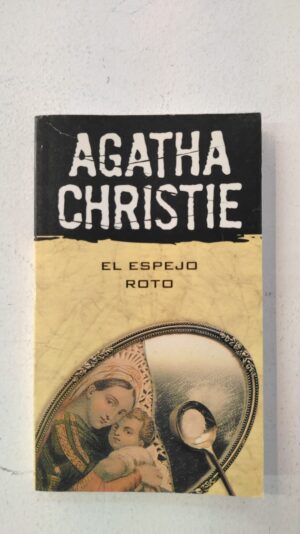 AGATHA
CHRISTIE
EL ESPEJO
ROTO